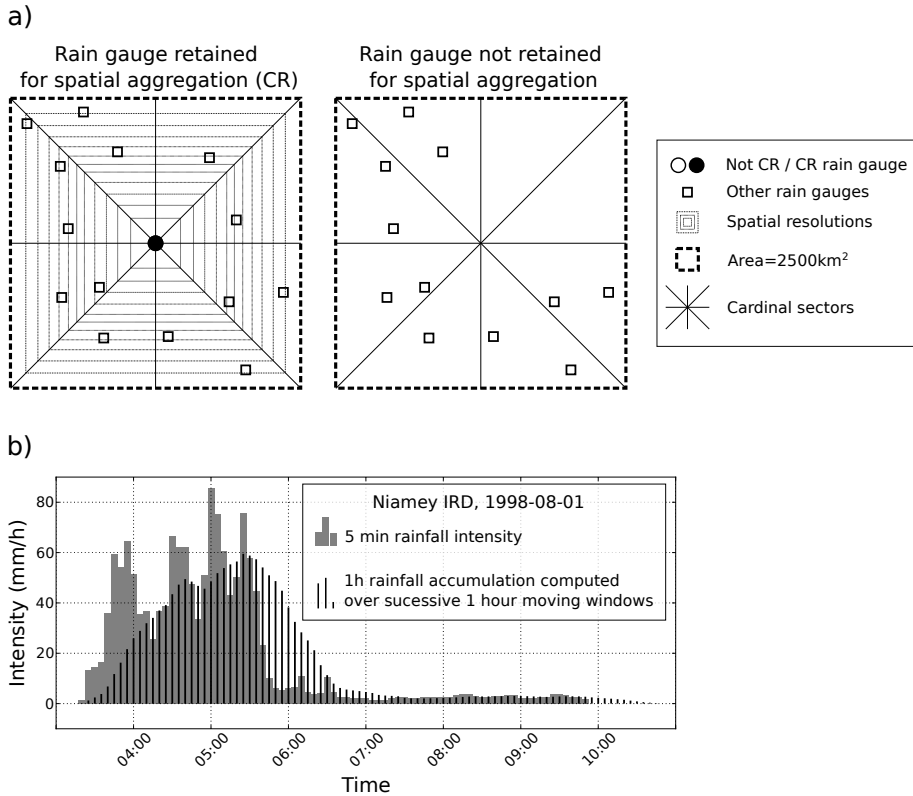 a)
Rain gauge retained
for spatial aggregation (CR)
Rain gauge not retained
for spatial aggregation
Not CR / CR rain gauge
Other rain gauges
Spatial resolutions
Area=2500km²
Cardinal sectors
b)
Niamey IRD, 1998-08-01
5 min rainfall intensity
1h rainfall accumulation computed
over sucessive 1 hour moving windows
Intensity (mm/h)
80
60
40
20
0
04:00
05:00
06:00
07:00
08:00
09:00
10:00
Time